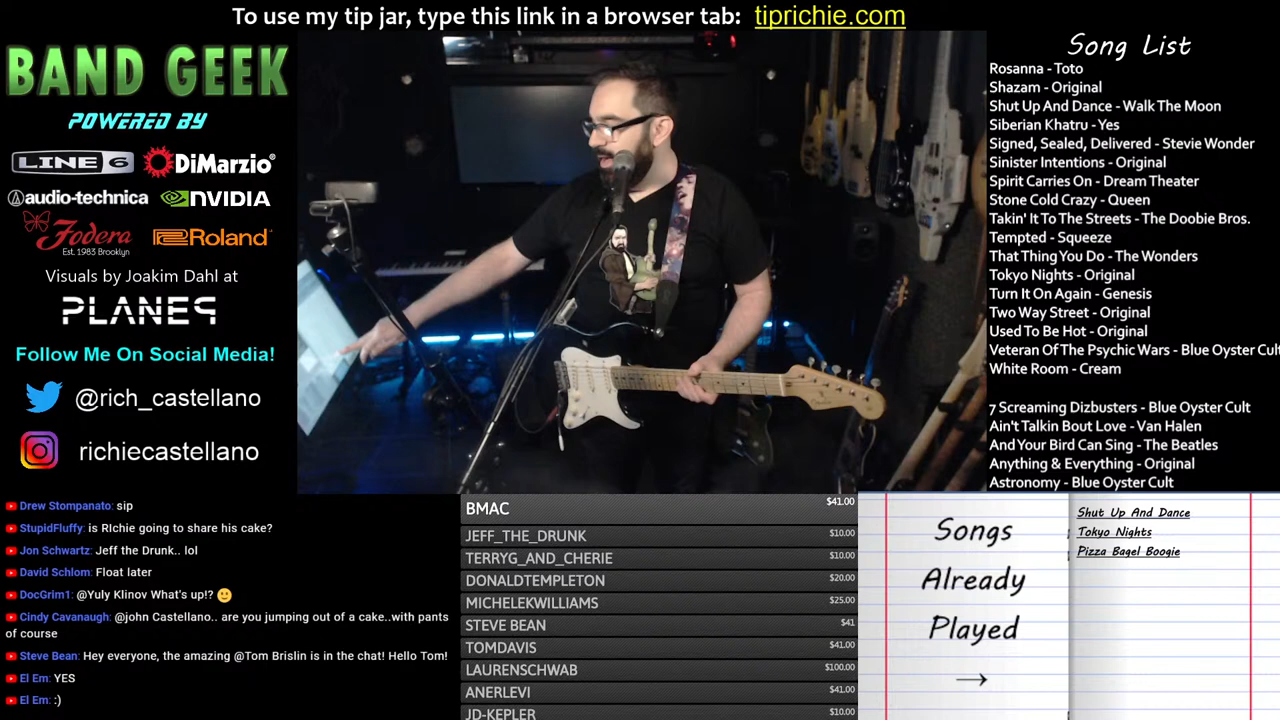 To use my tip jar, type this link in a browser tab: tiprichie.com
BAND GEEK
POWERED BY
LINE 6
DiMarzio®
audio-technica
NVIDIA
Fodera
Est. 1983 Brooklyn
Roland
Visuals by Joakim Dahl at
PLANE9
Follow Me On Social Media!
@rich_castellano
richiecastellano
Song List
Rosanna - Toto
Shazam - Original
Shut Up And Dance - Walk The Moon
Siberian Khatru - Yes
Signed, Sealed, Delivered - Stevie Wonder
Sinister Intentions - Original
Spirit Carries On - Dream Theater
Stone Cold Crazy - Queen
Takin' It To The Streets - The Doobie Bros.
Tempted - Squeeze
That Thing You Do - The Wonders
Tokyo Nights - Original
Turn It On Again - Genesis
Two Way Street - Original
Used To Be Hot - Original
Veteran Of The Psychic Wars - Blue Oyster Cult
White Room - Cream
7 Screaming Dizbusters - Blue Oyster Cult
Ain't Talkin Bout Love - Van Halen
And Your Bird Can Sing - The Beatles
Anything & Everything - Original
Astronomy - Blue Oyster Cult
Drew Stompanato: sip
StupidFluffy: is RIchie going to share his cake?
Jon Schwartz: Jeff the Drunk.. lol
David Schlom: Float later
DocGrim1: @Yuly Klinov What's up!? 🙂
Cindy Cavanaugh: @john Castellano.. are you jumping out of a cake..with pants
of course
Steve Bean: Hey everyone, the amazing @Tom Brislin is in the chat! Hello Tom!
El Em: YES
El Em: :)
BMAC $41.00
JEFF_THE_DRUNK $10.00
TERRYG_AND_CHERIE $10.00
DONALDTEMPLETON $20.00
MICHELEKWILLIAMS $25.00
STEVE BEAN $41
TOMDAVIS $41.00
LAURENSCHWAB $100.00
ANERLEVI $41.00
JD-KEPLER $10.00
Songs
Already
Played
→
Shut Up And Dance
Tokyo Nights
Pizza Bagel Boogie